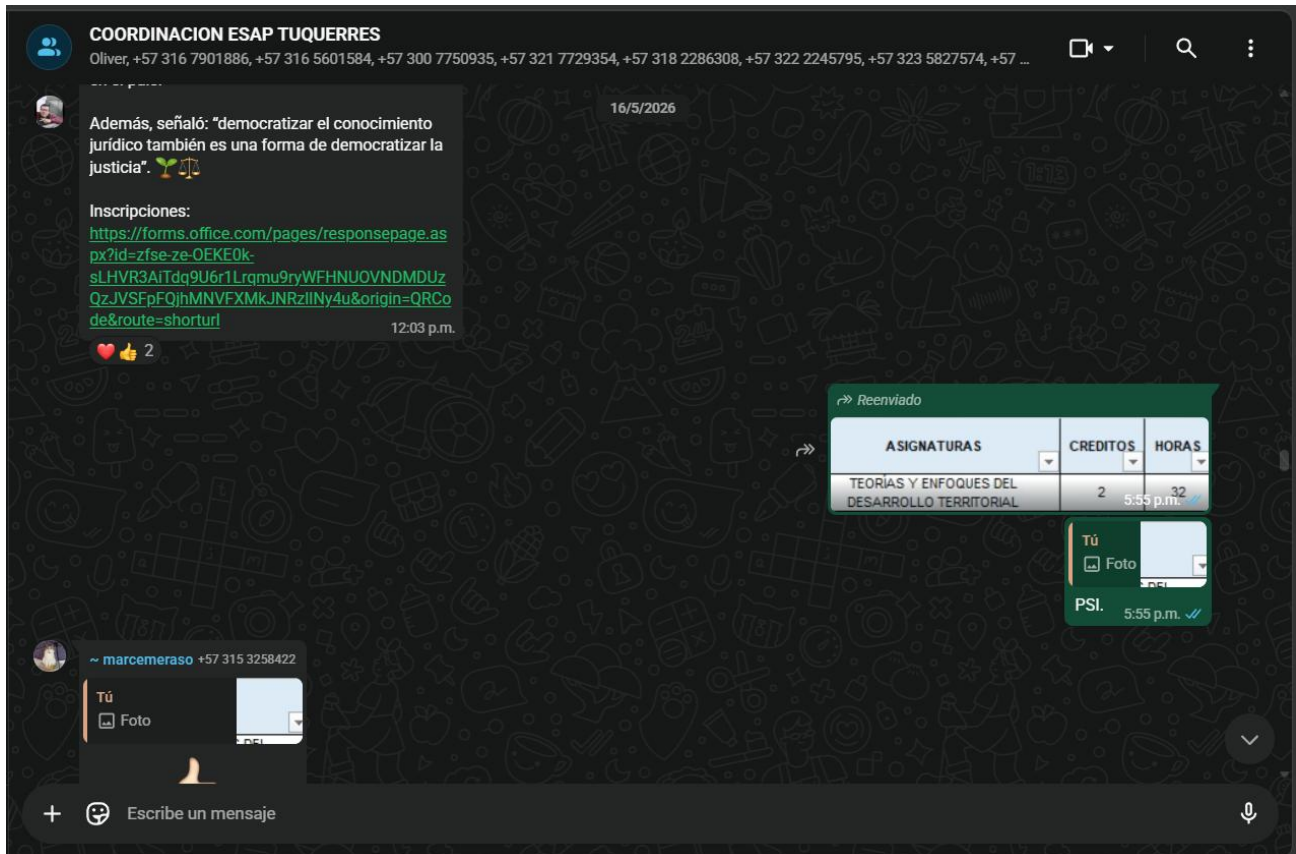 COORDINACION ESAP TUQUERRES
Oliver, +57 316 7901886, +57 316 5601584, +57 300 7750935, +57 321 7729354, +57 318 2286308, +57 322 2245795, +57 323 5827574, +57 ...
16/5/2026
Además, señaló: “democratizar el conocimiento
jurídico también es una forma de democratizar la
justicia”. 🌱⚖️
Inscripciones:
https://forms.office.com/pages/responsepage.as
px?id=zfse-ze-OEKE0k-
sLHVR3AiTdq9U6r1Lrqmu9ryWFHNUOVNDMDUz
QzJVSFpFQjhMNVFXMkJNRzlINy4u&origin=QRCo
de&route=shorturl
12:03 p.m.
❤️👍 2
Reenviado
ASIGNATURAS CREDITOS HORAS
TEORÍAS Y ENFOQUES DEL
DESARROLLO TERRITORIAL 2 32
5:55 p.m.
Tú
Foto
PSI.
5:55 p.m.
~ marcemeraso +57 315 3258422
Tú
Foto
Escribe un mensaje